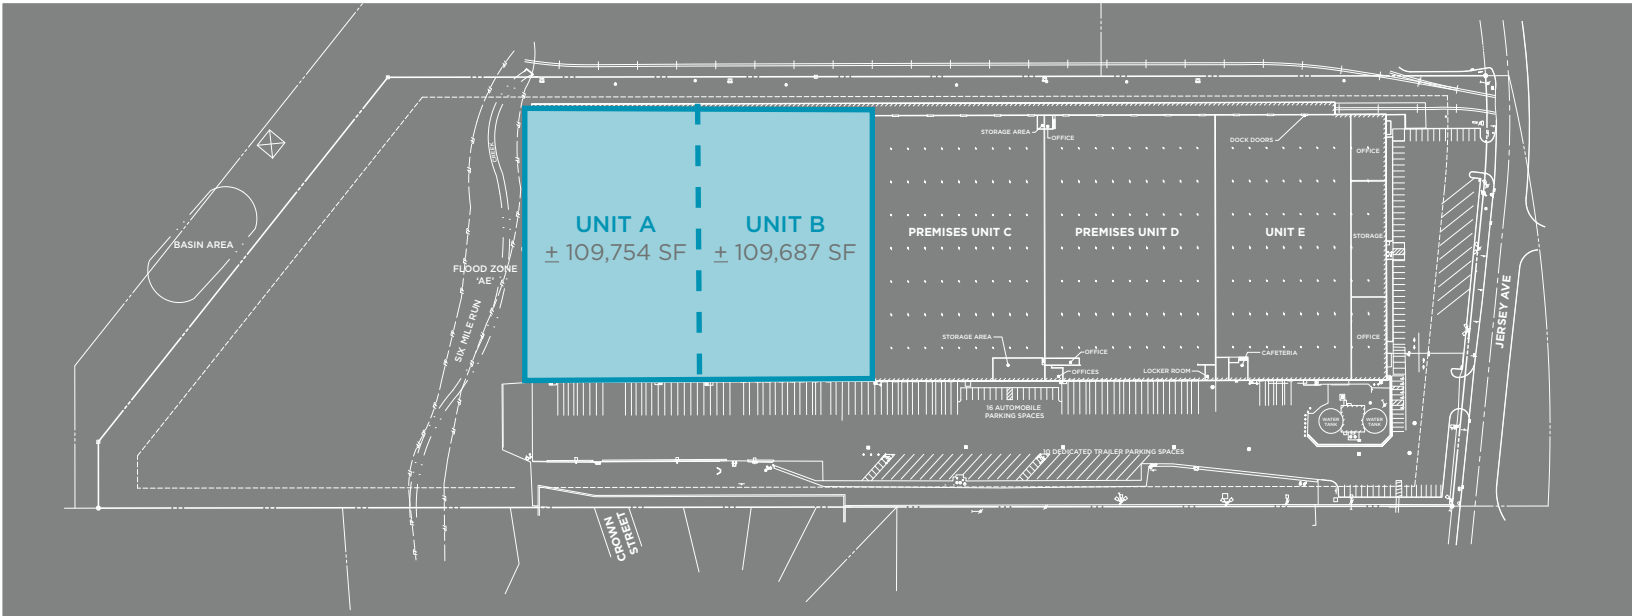 STORAGE AREA
OFFICE
DOCK DOORS
OFFICE
CREEK
UNIT A
± 109,754 SF
UNIT B
± 109,687 SF
PREMISES UNIT C
PREMISES UNIT D
UNIT E
STORAGE
BASIN AREA
FLOOD ZONE
'AE'
SIX MILE RUN
JERSEY AVE
STORAGE AREA
OFFICE
OFFICES
LOCKER ROOM
CAFETERIA
OFFICE
16 AUTOMOBILE
PARKING SPACES
WATER
TANK
WATER
TANK
10 DEDICATED TRAILER PARKING SPACES
CROWN
STREET